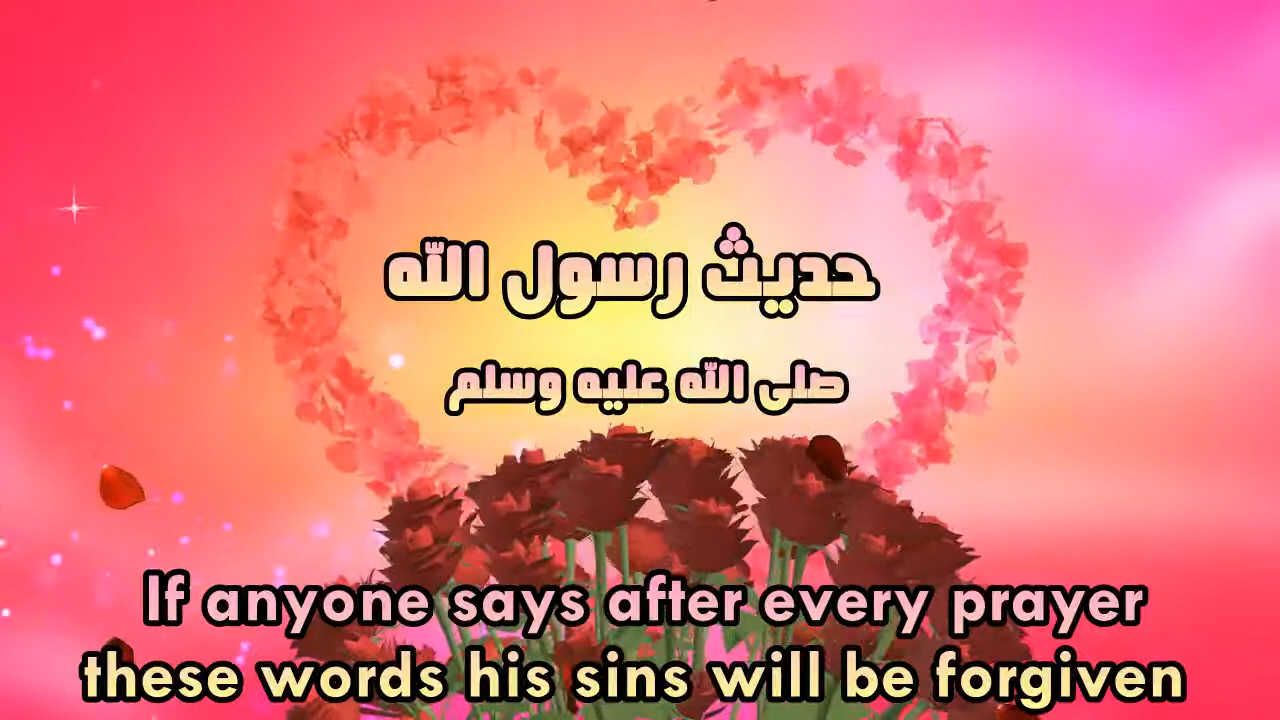 حديث رسول الله
صلى الله عليه وسلم
If anyone says after every prayer
these words his sins will be forgiven